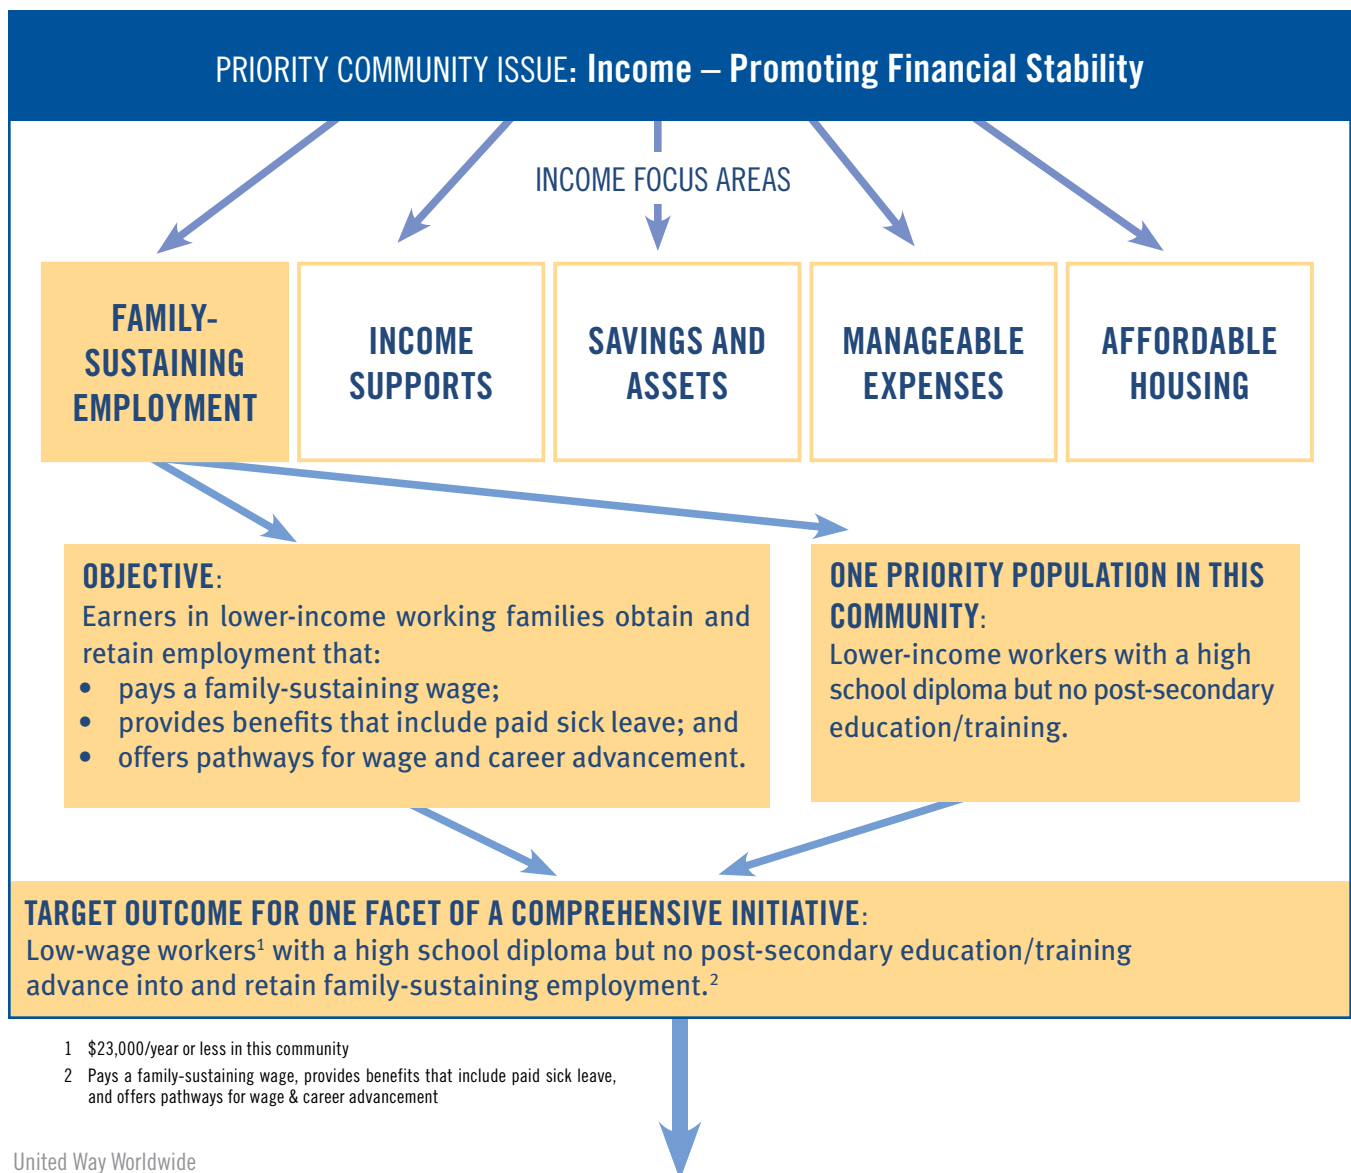 PRIORITY COMMUNITY ISSUE: Income – Promoting Financial Stability
INCOME FOCUS AREAS
FAMILY-
SUSTAINING
EMPLOYMENT
INCOME
SUPPORTS
SAVINGS AND
ASSETS
MANAGEABLE
EXPENSES
AFFORDABLE
HOUSING
OBJECTIVE:
Earners in lower-income working families obtain and
retain employment that:
• pays a family-sustaining wage;
• provides benefits that include paid sick leave; and
• offers pathways for wage and career advancement.
ONE PRIORITY POPULATION IN THIS
COMMUNITY:
Lower-income workers with a high
school diploma but no post-secondary
education/training.
TARGET OUTCOME FOR ONE FACET OF A COMPREHENSIVE INITIATIVE:
Low-wage workers¹ with a high school diploma but no post-secondary education/training
advance into and retain family-sustaining employment.²
1 $23,000/year or less in this community
2 Pays a family-sustaining wage, provides benefits that include paid sick leave,
and offers pathways for wage & career advancement
United Way Worldwide